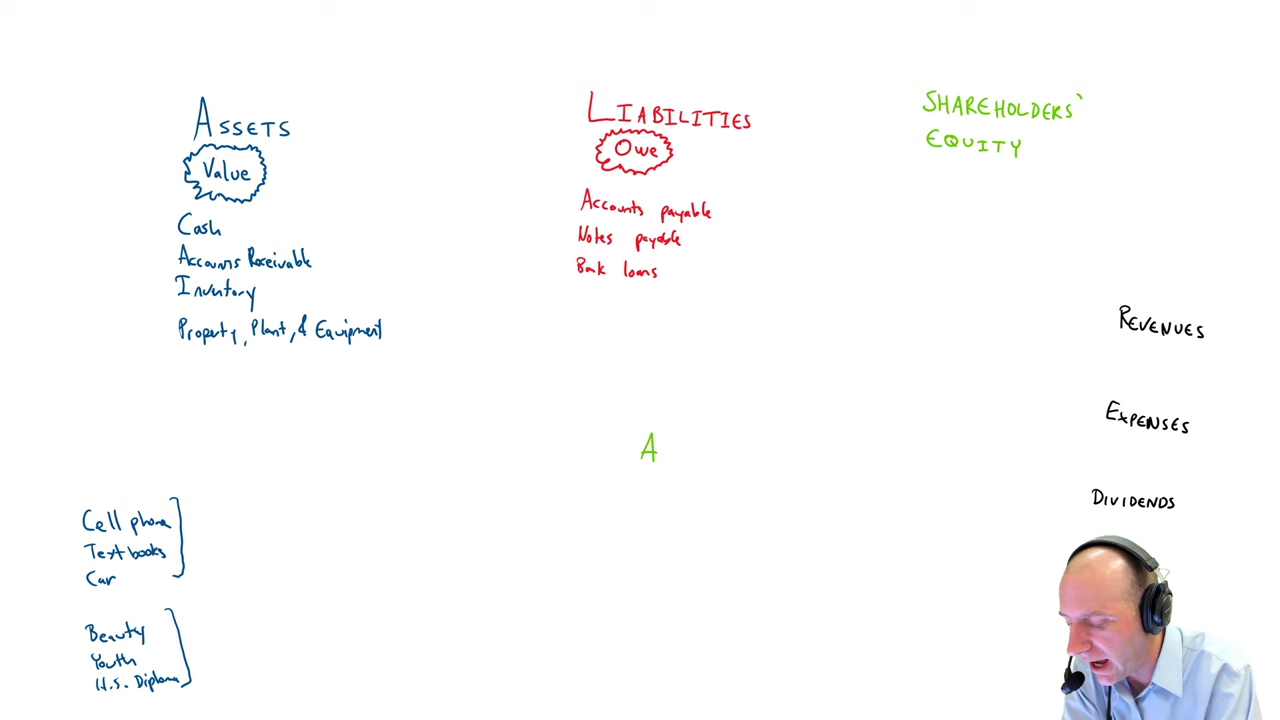 ASSETS
Value
Cash
Accounts Receivable
Inventory
Property, Plant, & Equipment
LIABILITIES
Owe
Accounts payable
Notes payable
Bank loans
SHAREHOLDERS'
EQUITY
REVENUES
EXPENSES
DIVIDENDS
A
Cell phone
Textbooks
Car
Beauty
Youth
H.S. Diploma